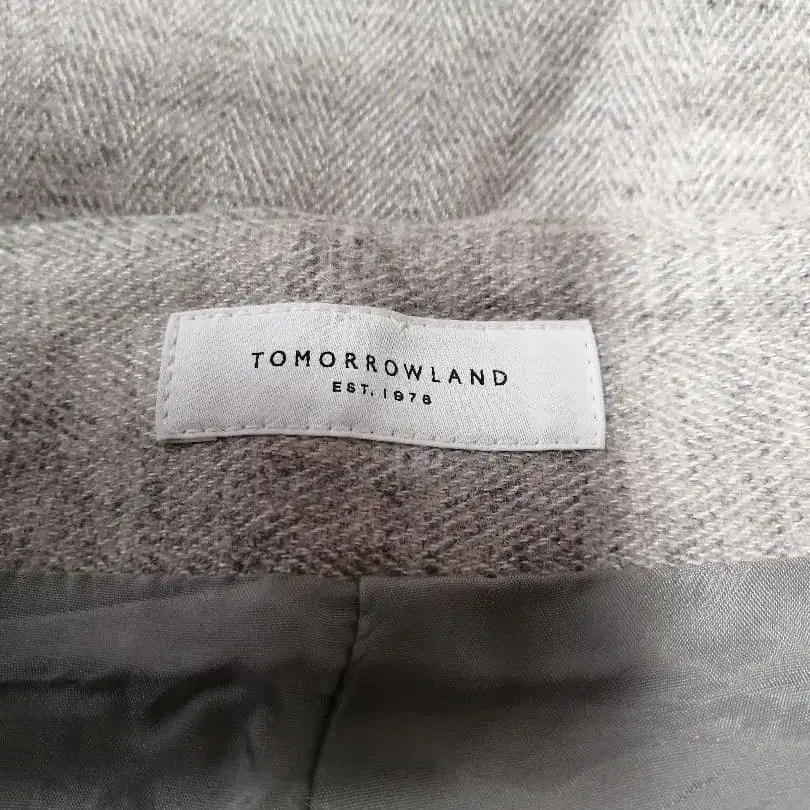 TOMORROWLAND
EST. 1978